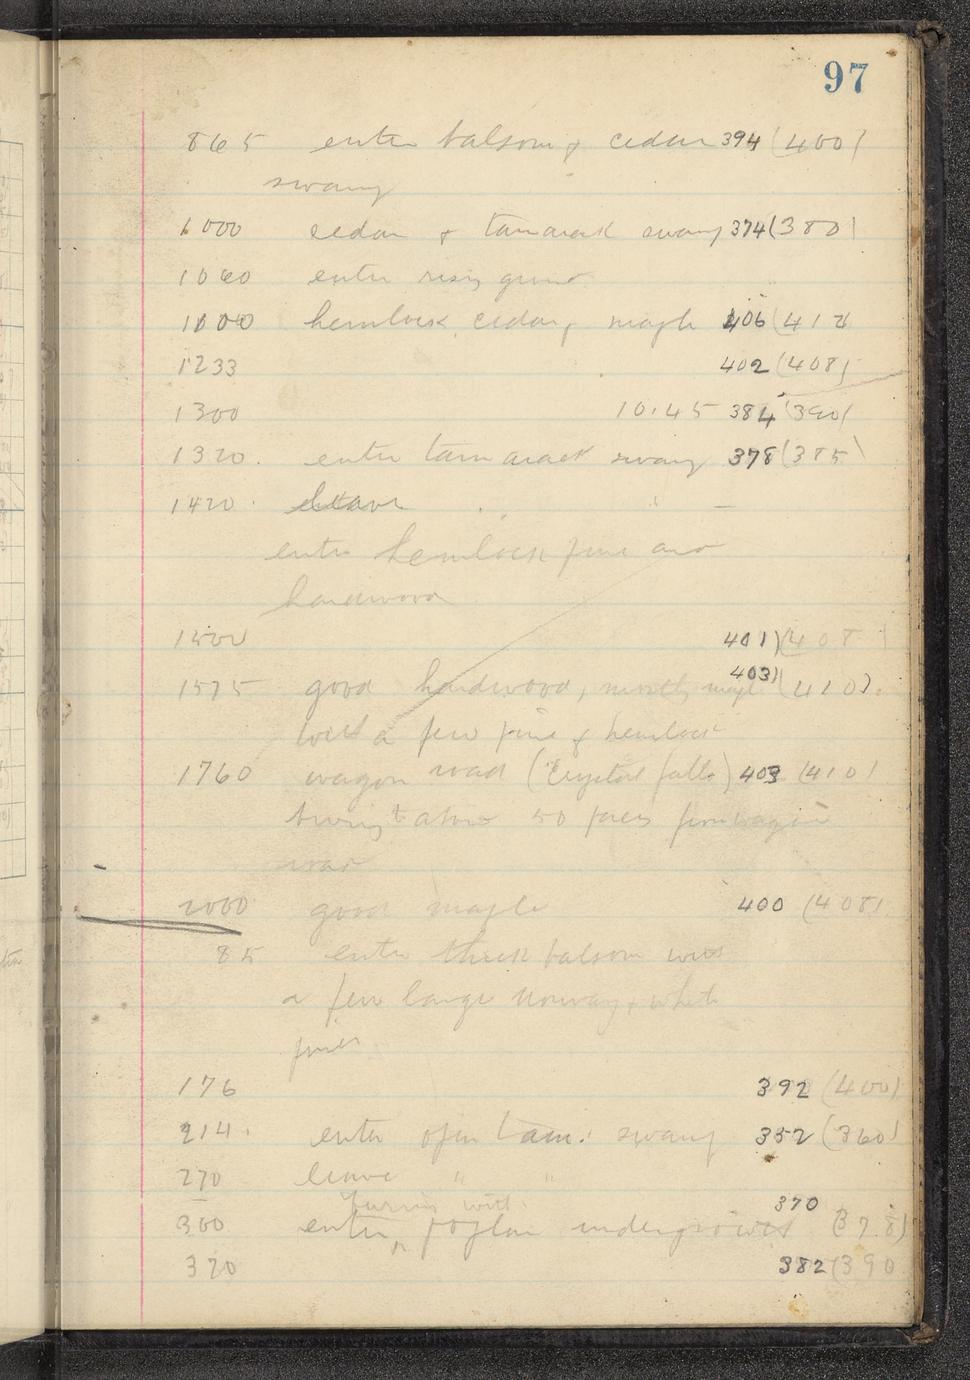 97
865 enter balsam & cedar 394 (400)
swamp
1000 cedar & tamarack swamp 374 (380)
1060 enter rising ground
1100 hemlock, cedar, maple 406 (412
1233 402 (408)
1300 10.45 384 (390)
1320. enter tamarack swamp 378 (385)
1420. leave
enter hemlock pine and
hardwood
1500 401) (408)
403)
1575 good hardwood, mostly maple (410).
with a few pine & hemlock
1760 wagon road (Crystal falls) 403 (410)
about 50 paces from wagon
road
2000 good maple 400 (408)
85 enter thick balsam with
a few large Norway & white
pines
176 392 (400)
214. enter open tam. swamp 352 (360)
270 leave " "
370
300 enter poplar undergrowth (378)
320 382 (390